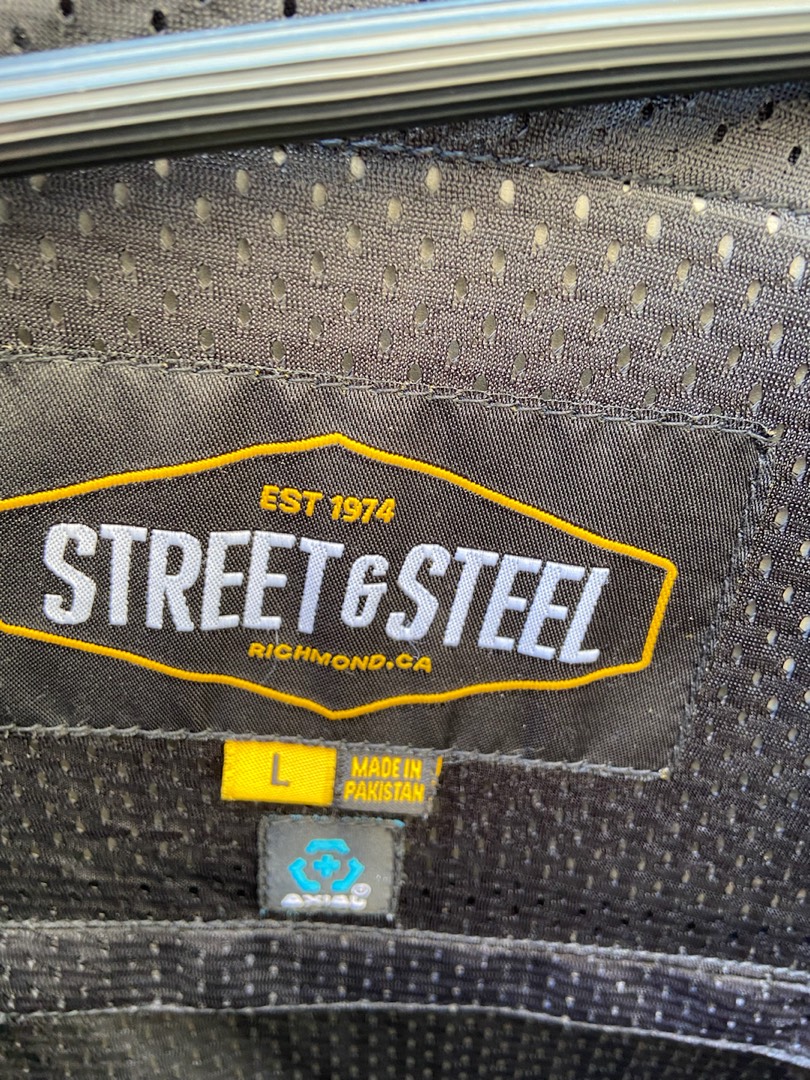 EST 1974
STREET & STEEL
RICHMOND.CA
L
MADE IN
PAKISTAN
AXIAL®